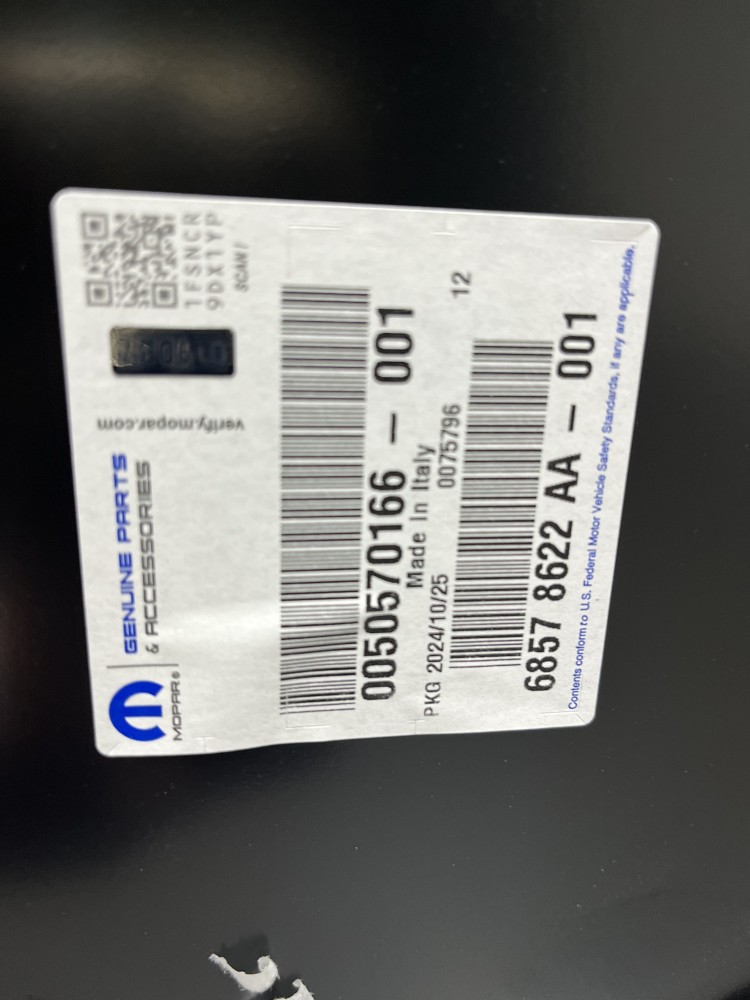 MOPAR®
GENUINE PARTS
& ACCESSORIES
verify.mopar.com
1FSNCR
9DX1YP
SCAN!
0050570166 – 001
Made In Italy
PKG 2024/10/25 0075796 12
6857 8622 AA – 001
Contents conform to U.S. Federal Motor Vehicle Safety Standards, if any are applicable.